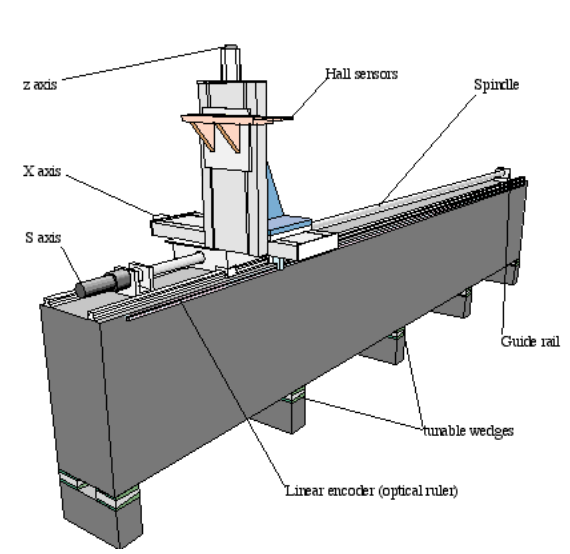 Hall sensors
z axis
Spindle
X axis
S axis
Guide rail
tunable wedges
Linear encoder (optical ruler)